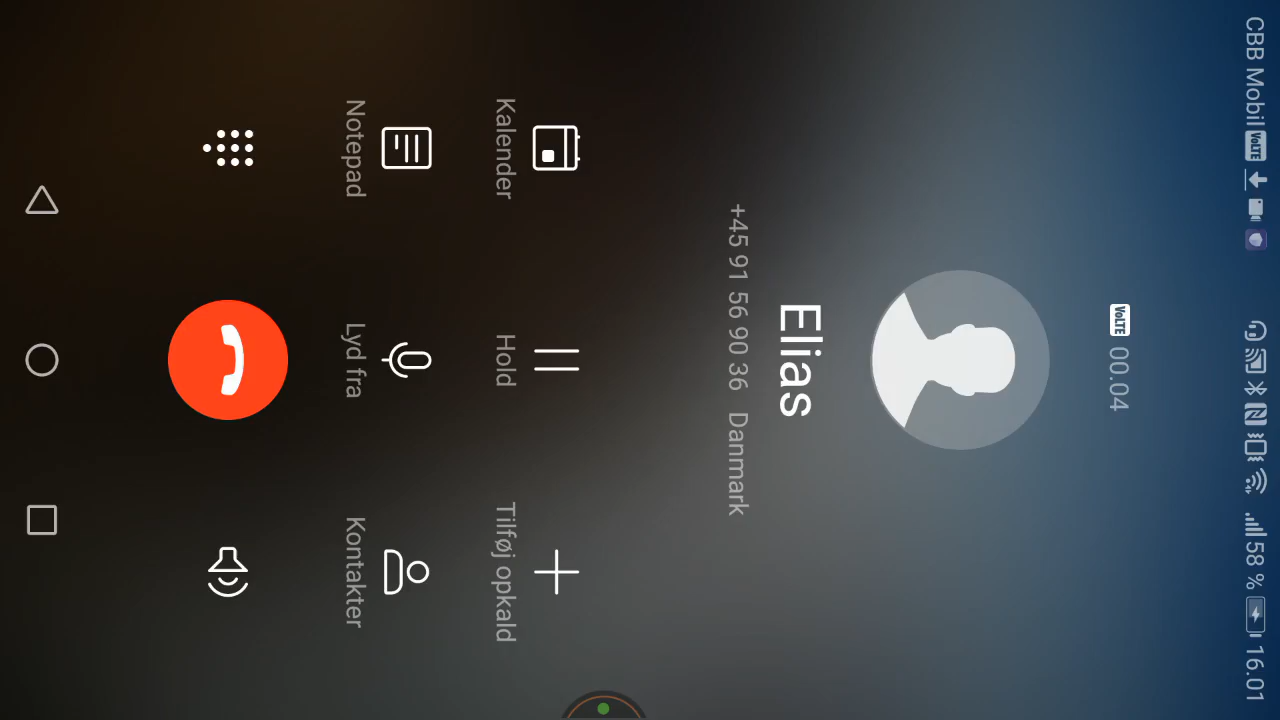 CBB Mobil VoLTE 58 % 16.01
VoLTE 00.04
Elias
+45 91 56 90 36 Danmark
Kalender Hold Tilføj opkald
Notepad Lyd fra Kontakter